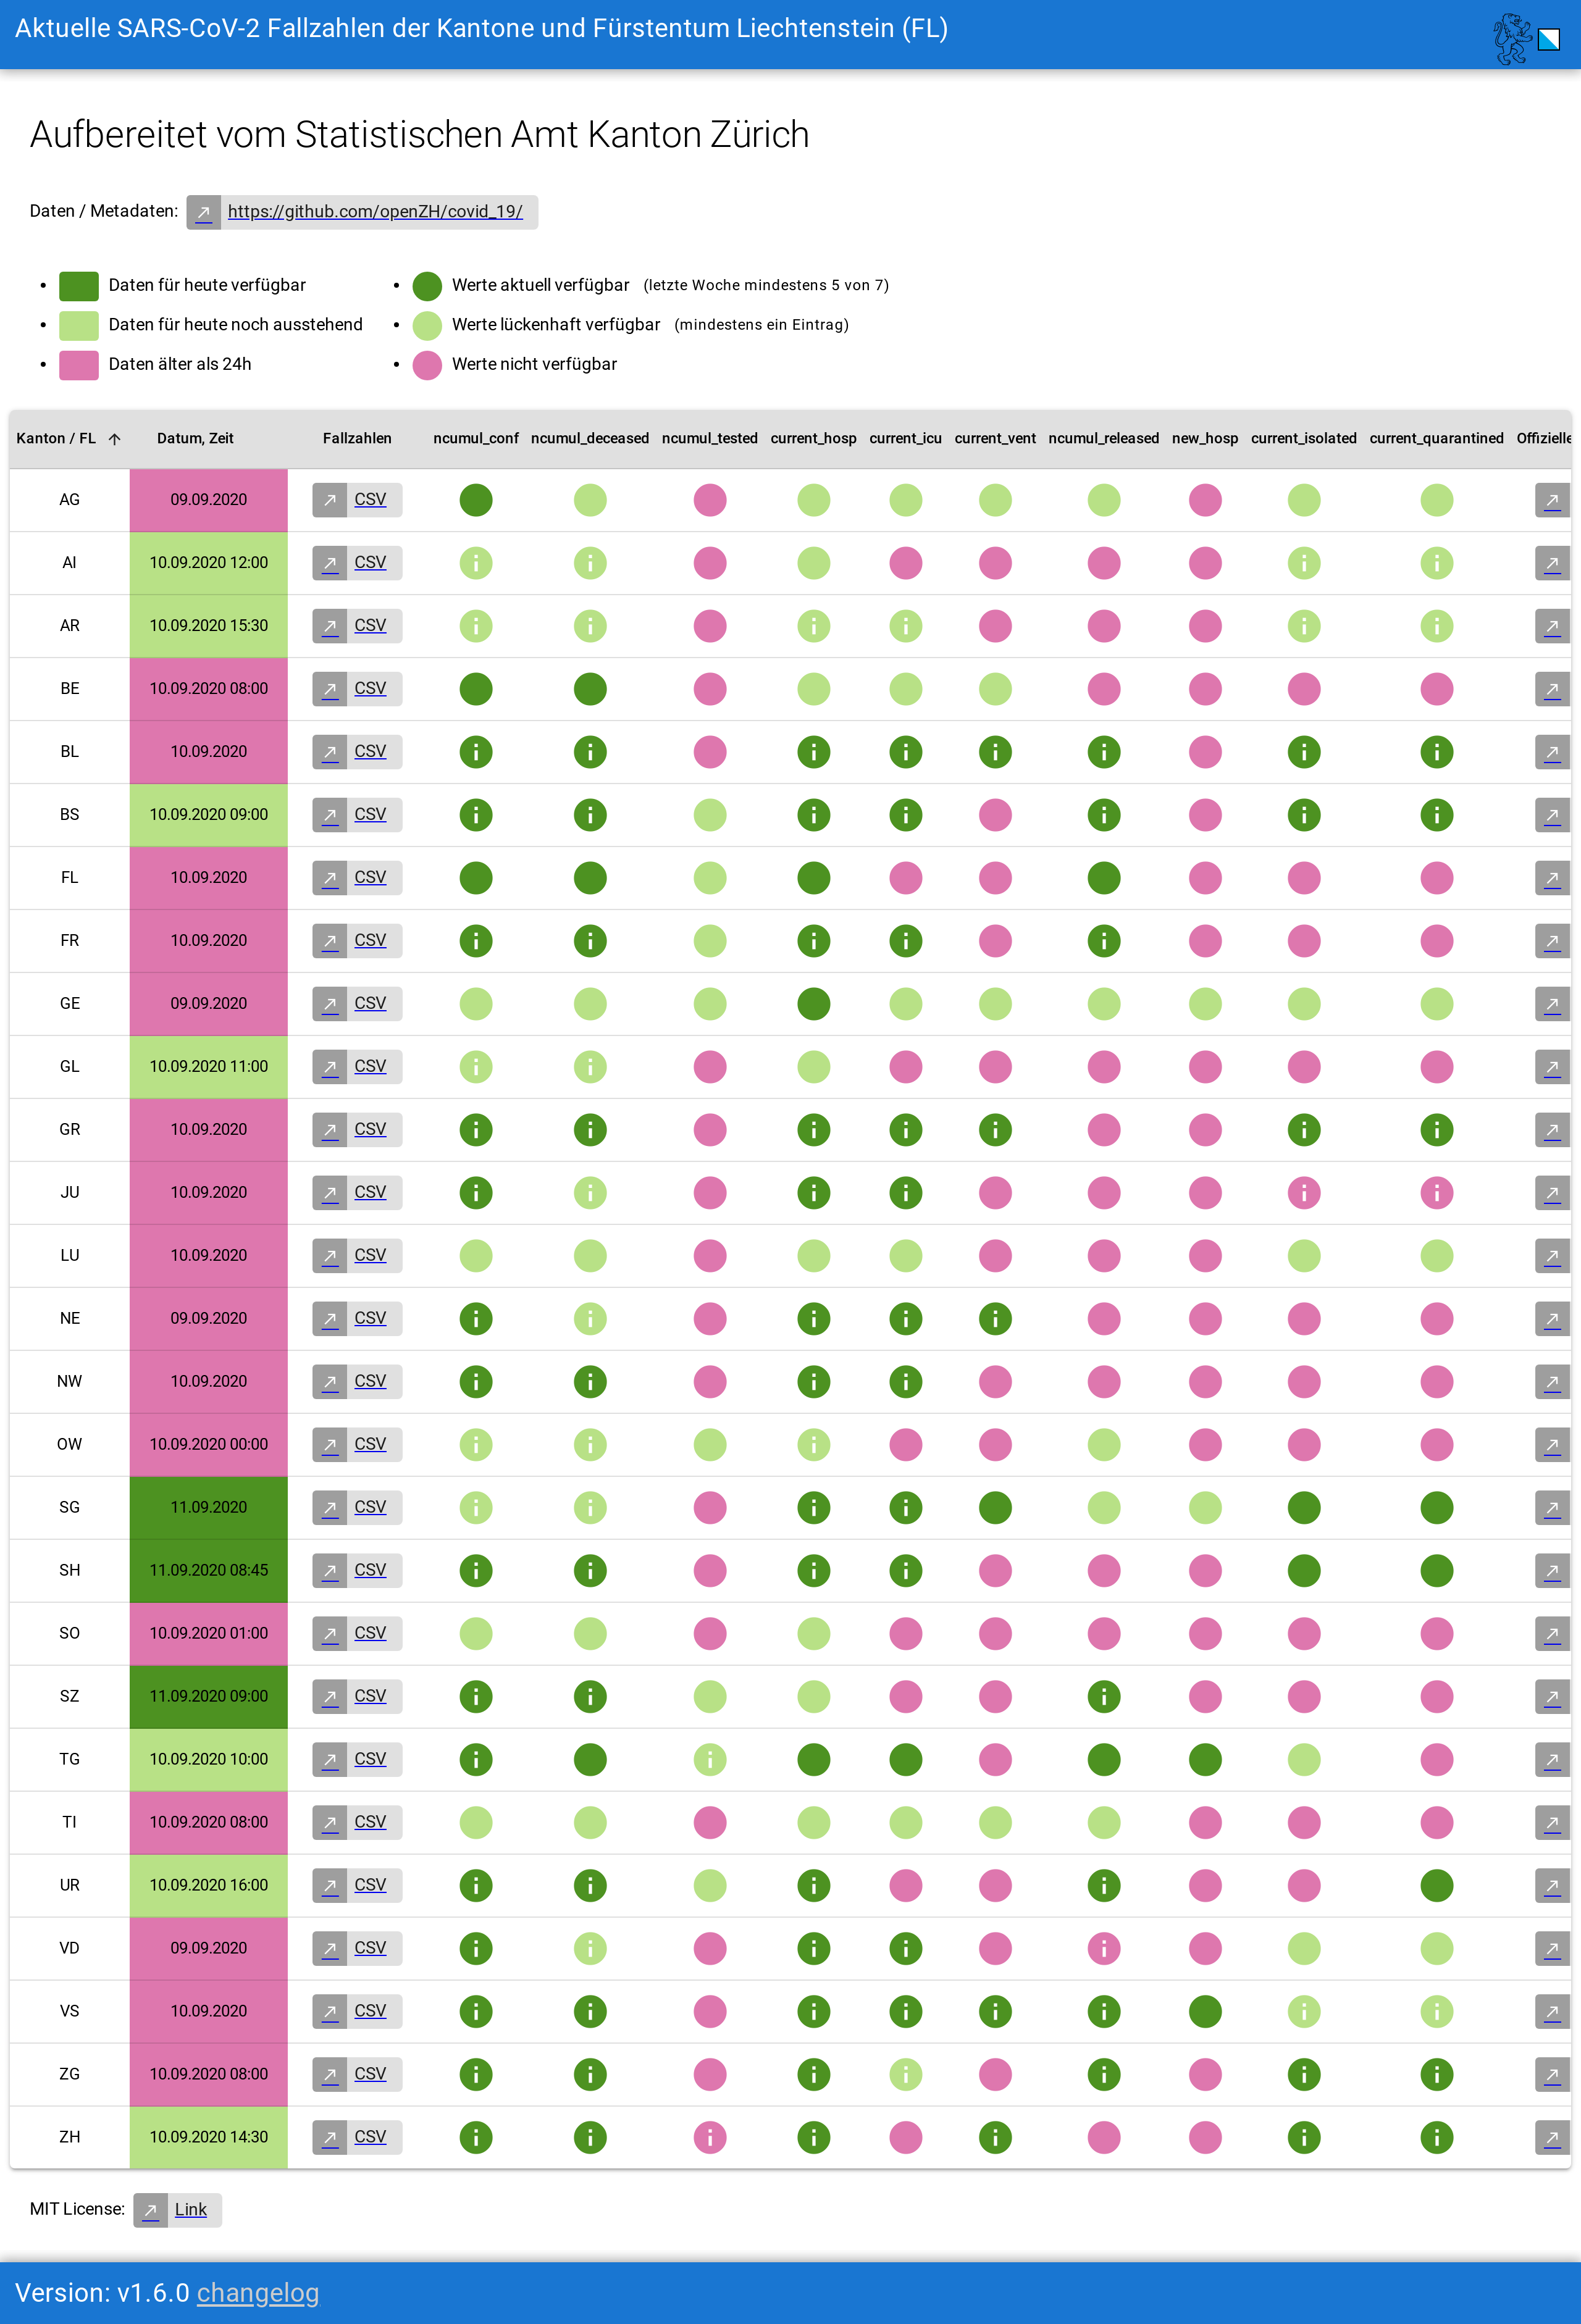 Aktuelle SARS-CoV-2 Fallzahlen der Kantone und Fürstentum Liechtenstein (FL)
Aufbereitet vom Statistischen Amt Kanton Zürich
Daten / Metadaten: https://github.com/openZH/covid_19/
Daten für heute verfügbar
Daten für heute noch ausstehend
Daten älter als 24h
Werte aktuell verfügbar (letzte Woche mindestens 5 von 7)
Werte lückenhaft verfügbar (mindestens ein Eintrag)
Werte nicht verfügbar
Kanton / FL Datum, Zeit Fallzahlen ncumul_conf ncumul_deceased ncumul_tested current_hosp current_icu current_vent ncumul_released new_hosp current_isolated current_quarantined Offizielle
AG 09.09.2020 CSV
AI 10.09.2020 12:00 CSV
AR 10.09.2020 15:30 CSV
BE 10.09.2020 08:00 CSV
BL 10.09.2020 CSV
BS 10.09.2020 09:00 CSV
FL 10.09.2020 CSV
FR 10.09.2020 CSV
GE 09.09.2020 CSV
GL 10.09.2020 11:00 CSV
GR 10.09.2020 CSV
JU 10.09.2020 CSV
LU 10.09.2020 CSV
NE 09.09.2020 CSV
NW 10.09.2020 CSV
OW 10.09.2020 00:00 CSV
SG 11.09.2020 CSV
SH 11.09.2020 08:45 CSV
SO 10.09.2020 01:00 CSV
SZ 11.09.2020 09:00 CSV
TG 10.09.2020 10:00 CSV
TI 10.09.2020 08:00 CSV
UR 10.09.2020 16:00 CSV
VD 09.09.2020 CSV
VS 10.09.2020 CSV
ZG 10.09.2020 08:00 CSV
ZH 10.09.2020 14:30 CSV
MIT License: Link
Version: v1.6.0 changelog